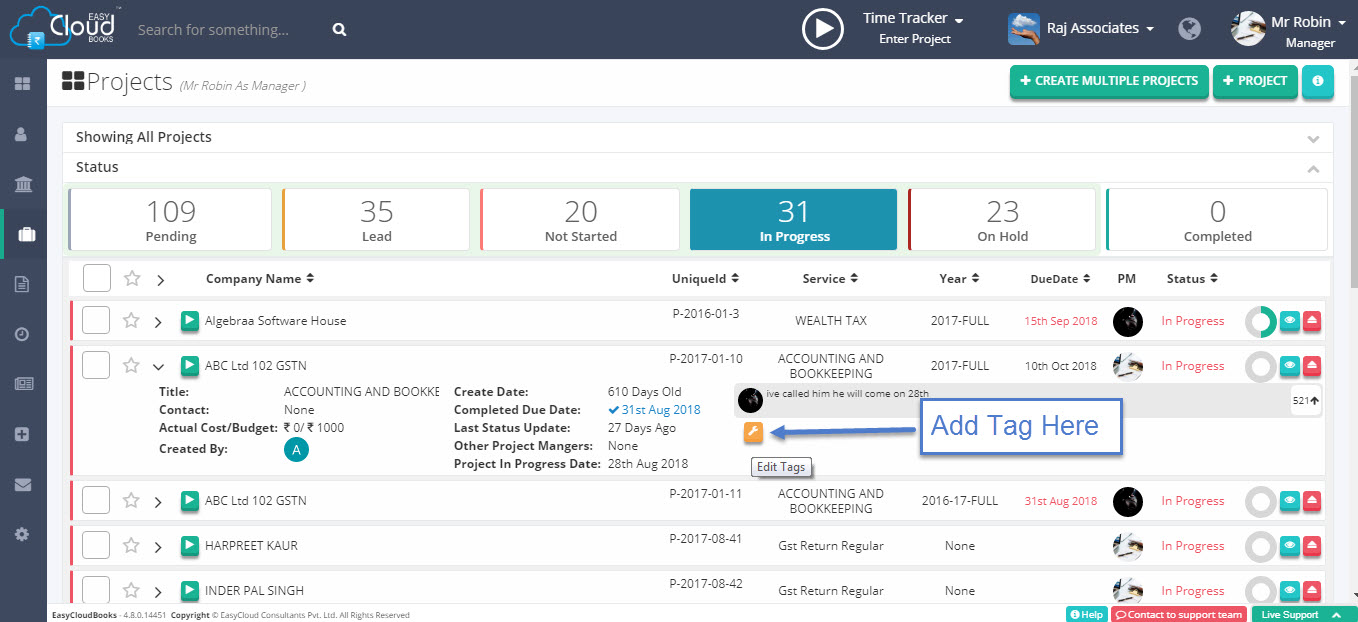 EASY
Cloud
BOOKS
™
Search for something...
Time Tracker
Enter Project
Raj Associates
Mr Robin
Manager
Projects (Mr Robin As Manager )
+ CREATE MULTIPLE PROJECTS
+ PROJECT
Showing All Projects
Status
109
Pending
35
Lead
20
Not Started
31
In Progress
23
On Hold
0
Completed
Company Name UniqueId Service Year DueDate PM Status
Algebraa Software House P-2016-01-3 WEALTH TAX 2017-FULL 15th Sep 2018 In Progress
ABC Ltd 102 GSTN P-2017-01-10 ACCOUNTING AND BOOKKEEPING 2017-FULL 10th Oct 2018 In Progress
Title: ACCOUNTING AND BOOKKE
Contact: None
Actual Cost/Budget: ₹ 0/ ₹ 1000
Created By: A
Create Date: 610 Days Old
Completed Due Date: 31st Aug 2018
Last Status Update: 27 Days Ago
Other Project Mangers: None
Project In Progress Date: 28th Aug 2018
ive called him he will come on 28th
521
Add Tag Here
Edit Tags
ABC Ltd 102 GSTN P-2017-01-11 ACCOUNTING AND BOOKKEEPING 2016-17-FULL 31st Aug 2018 In Progress
HARPREET KAUR P-2017-08-41 Gst Return Regular None In Progress
INDER PAL SINGH P-2017-08-42 Gst Return Regular None In Progress
EasyCloudBooks - 4.8.0.14451 Copyright © EasyCloud Consultants Pvt. Ltd. All Rights Reserved
Help
Contact to support team
Live Support